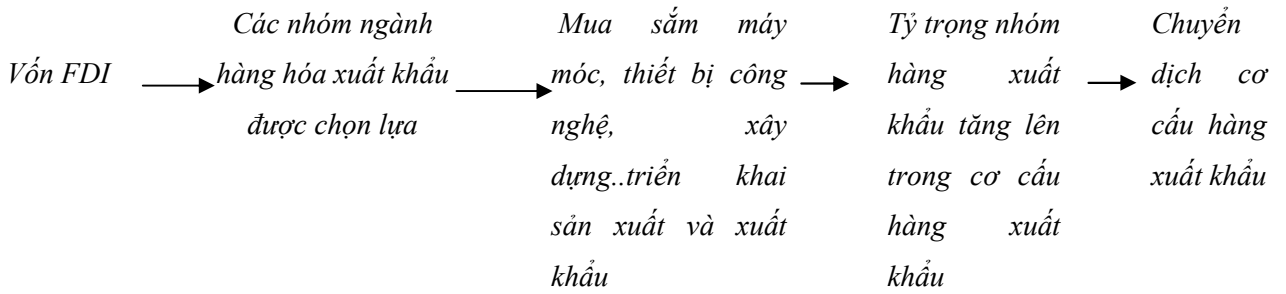 Vốn FDI
Các nhóm ngành
hàng hóa xuất khẩu
được chọn lựa
Mua sắm máy
móc, thiết bị công
nghệ, xây
dựng..triển khai
sản xuất và xuất
khẩu
Tỷ trọng nhóm
hàng xuất
khẩu tăng lên
trong cơ cấu
hàng xuất
khẩu
Chuyển
dịch cơ
cấu hàng
xuất khẩu